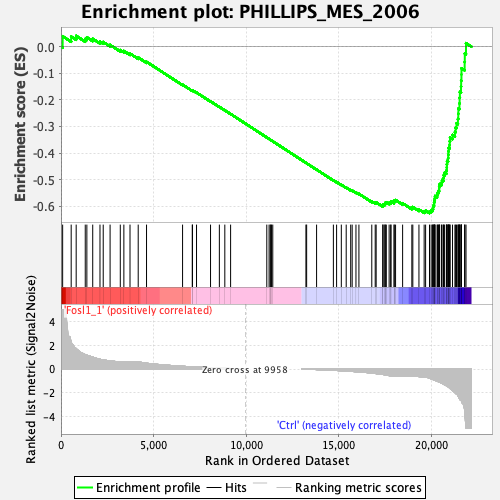 Enrichment plot: PHILLIPS_MES_2006
Enrichment score (ES)
0.0
-0.1
-0.2
-0.3
-0.4
-0.5
-0.6
'Fosl1_1' (positively correlated)
Ranked list metric (Signal2Noise)
4
2
0
-2
-4
Zero cross at 9958
'Ctrl' (negatively correlated)
0
5,000
10,000
15,000
20,000
Rank in Ordered Dataset
Enrichment profile
Hits
Ranking metric scores